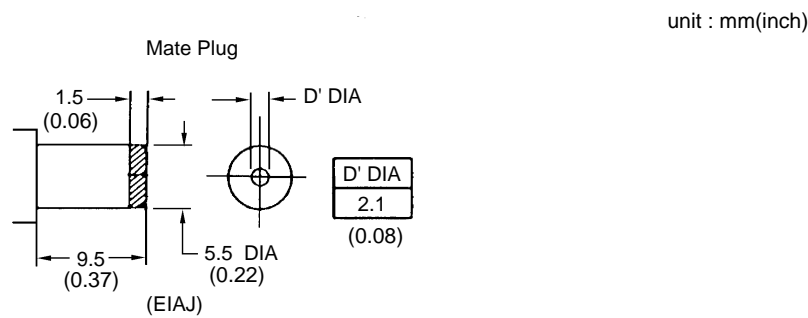 unit : mm(inch)
Mate Plug
1.5
(0.06)
D' DIA
D' DIA
2.1
(0.08)
9.5
(0.37)
5.5 DIA
(0.22)
(EIAJ)